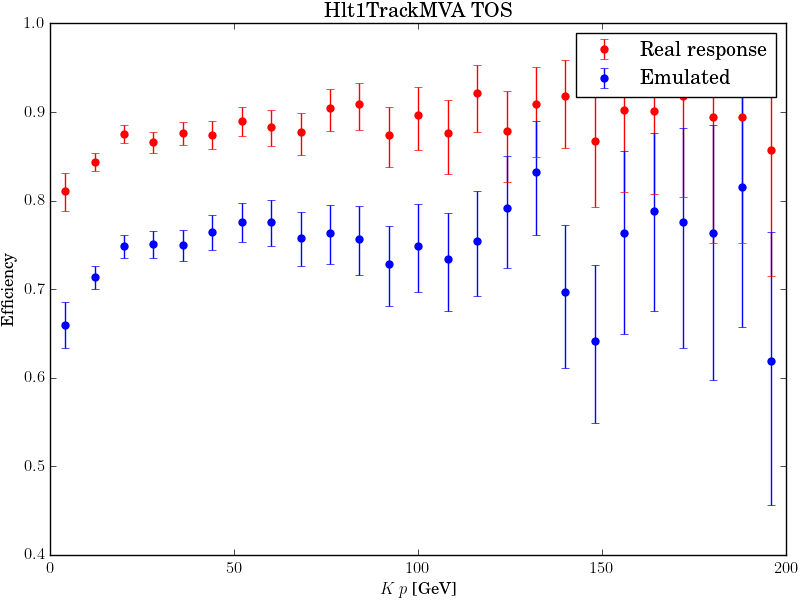 Hlt1TrackMVA TOS
1.0
0.9
0.8
0.7
0.6
0.5
0.4
Efficiency
Real response
Emulated
0
50
100
150
200
K p [GeV]